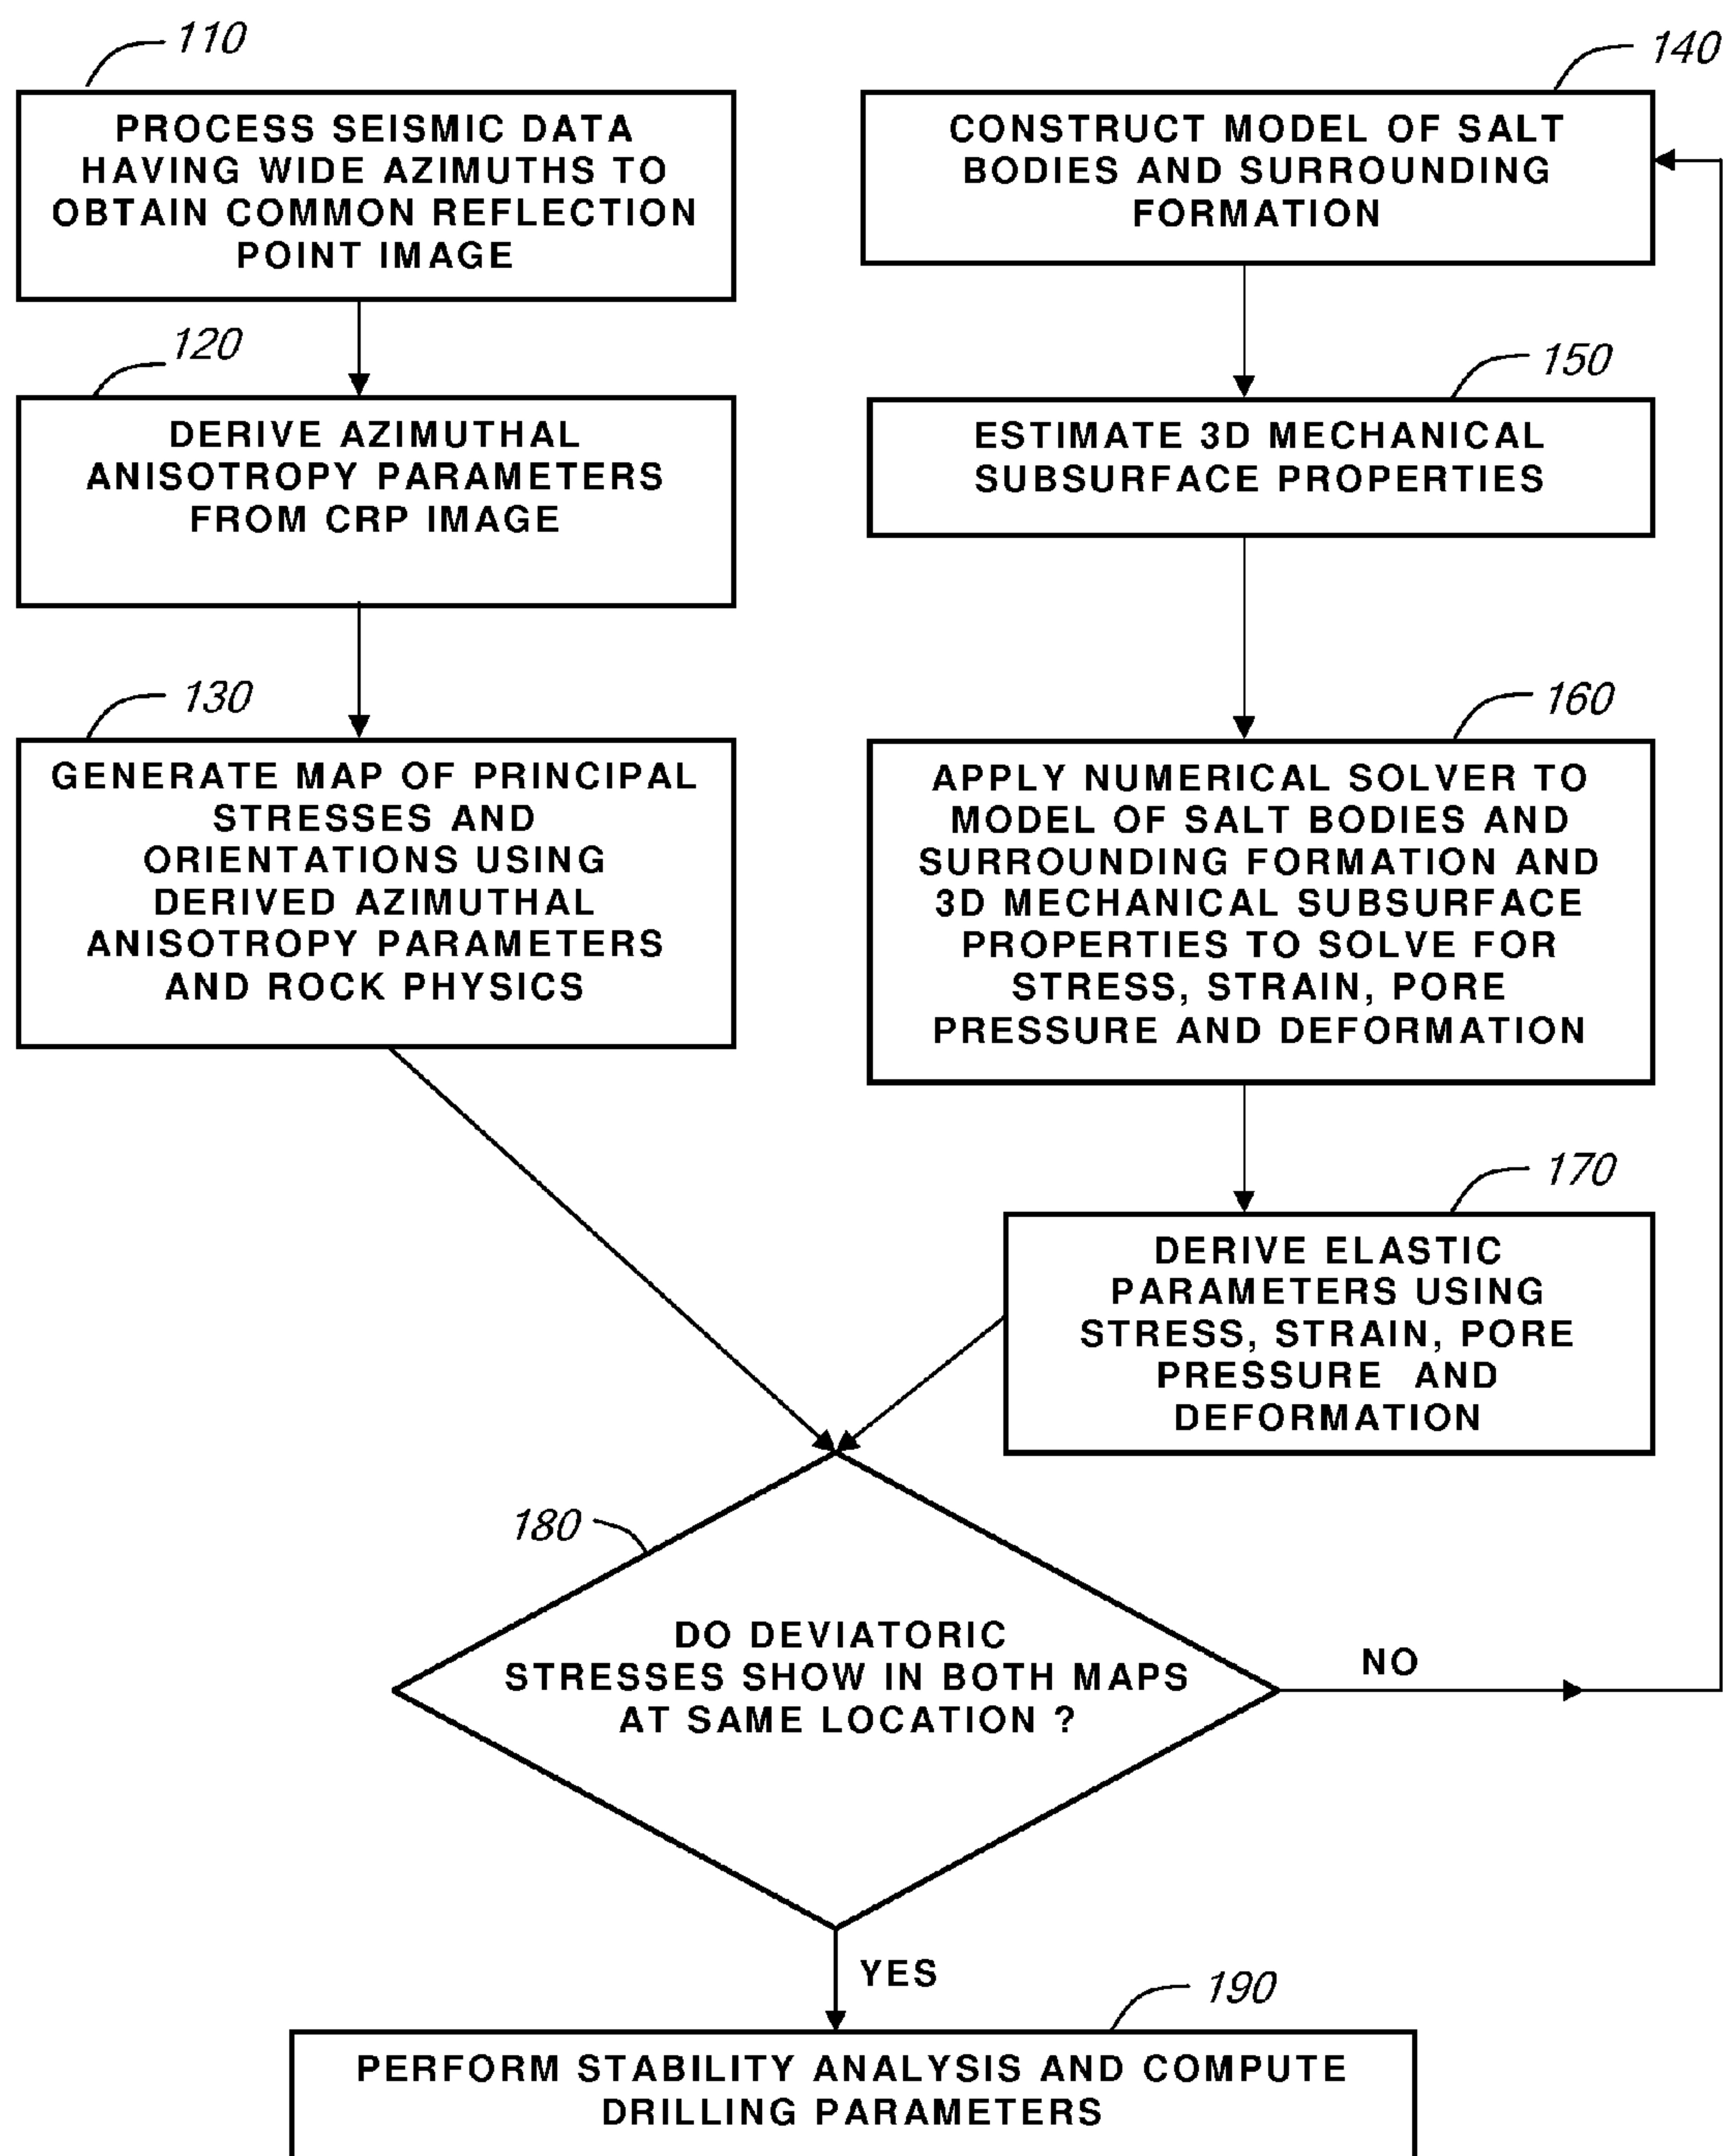 110
PROCESS SEISMIC DATA
HAVING WIDE AZIMUTHS TO
OBTAIN COMMON REFLECTION
POINT IMAGE
120
DERIVE AZIMUTHAL
ANISOTROPY PARAMETERS
FROM CRP IMAGE
130
GENERATE MAP OF PRINCIPAL
STRESSES AND
ORIENTATIONS USING
DERIVED AZIMUTHAL
ANISOTROPY PARAMETERS
AND ROCK PHYSICS
140
CONSTRUCT MODEL OF SALT
BODIES AND SURROUNDING
FORMATION
150
ESTIMATE 3D MECHANICAL
SUBSURFACE PROPERTIES
160
APPLY NUMERICAL SOLVER TO
MODEL OF SALT BODIES AND
SURROUNDING FORMATION AND
3D MECHANICAL SUBSURFACE
PROPERTIES TO SOLVE FOR
STRESS, STRAIN, PORE
PRESSURE AND DEFORMATION
170
DERIVE ELASTIC
PARAMETERS USING
STRESS, STRAIN, PORE
PRESSURE AND
DEFORMATION
180
DO DEVIATORIC
STRESSES SHOW IN BOTH MAPS
AT SAME LOCATION ?
NO
YES
190
PERFORM STABILITY ANALYSIS AND COMPUTE
DRILLING PARAMETERS